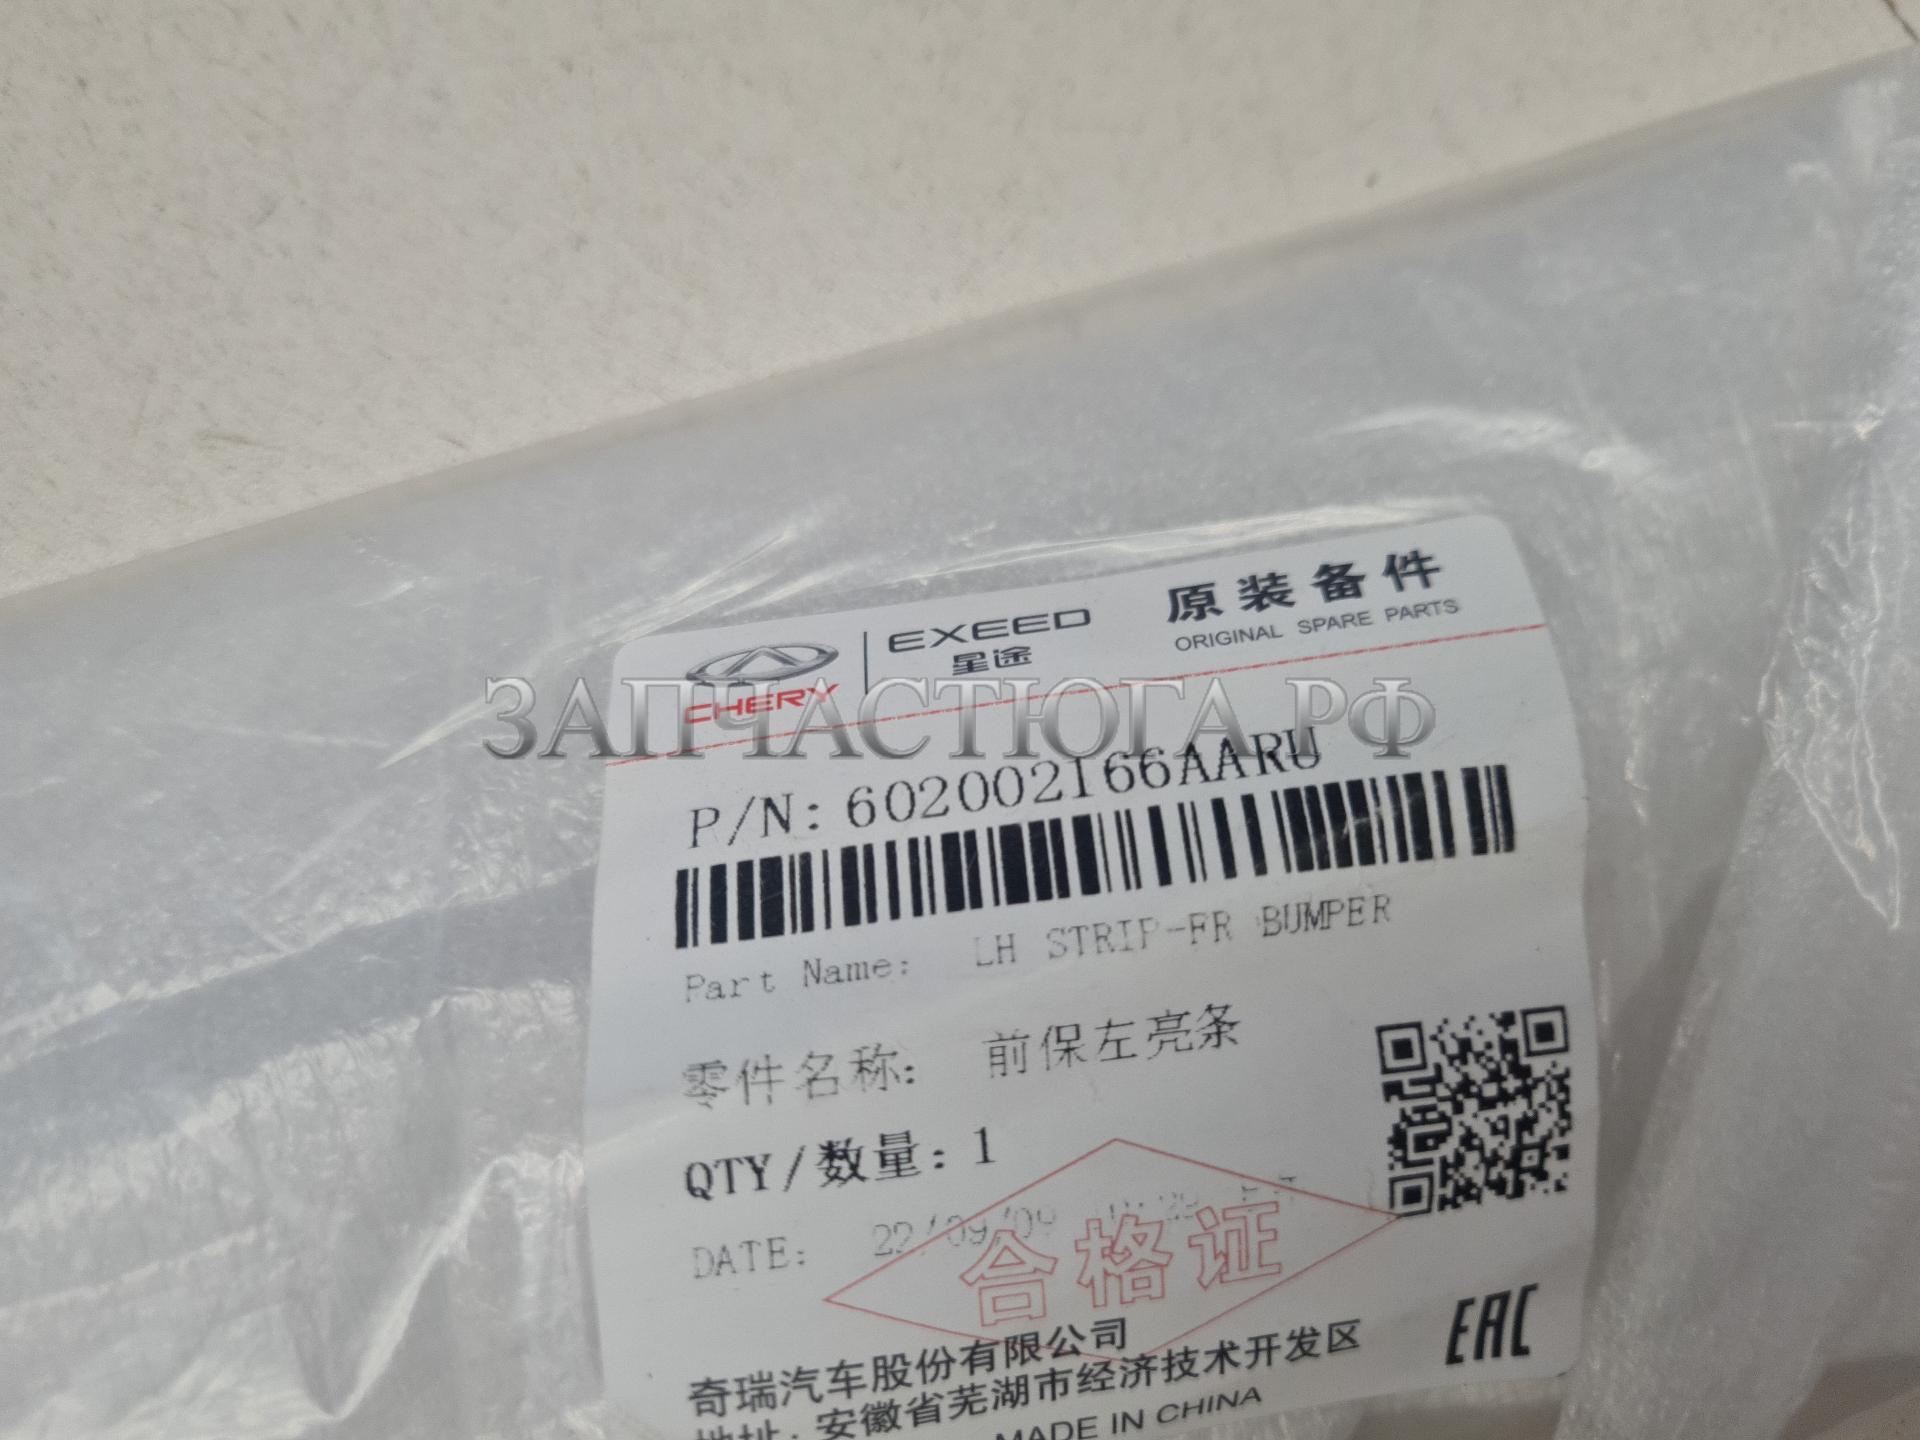 EXEED
星途
CHERY
原装备件
ORIGINAL SPARE PARTS
ЗАПЧАСТЮГА.РФ
P/N: 602002166AARU
Part Name: LH STRIP-FR BUMPER
零件名称: 前保左亮条
QTY/数量: 1
DATE: 22/09/09
合格证
奇瑞汽车股份有限公司
地址: 安徽省芜湖市经济技术开发区
MADE IN CHINA
EAC